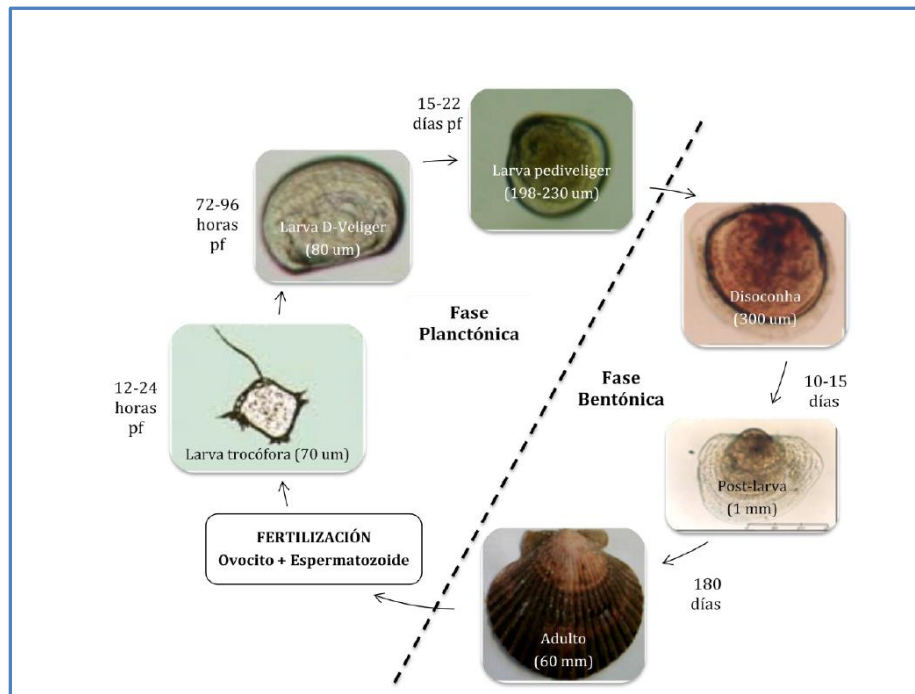 15-22
días pf
Larva pediveliger
(198-230 um)
72-96
horas
pf
Larva D-Veliger
(80 um)
Disoconha
(300 um)
Fase
Planctónica
Fase
Bentónica
12-24
horas
pf
Larva trocófora (70 um)
10-15
días
Post-larva
(1 mm)
FERTILIZACIÓN
Ovocito + Espermatozoide
180
días
Adulto
(60 mm)